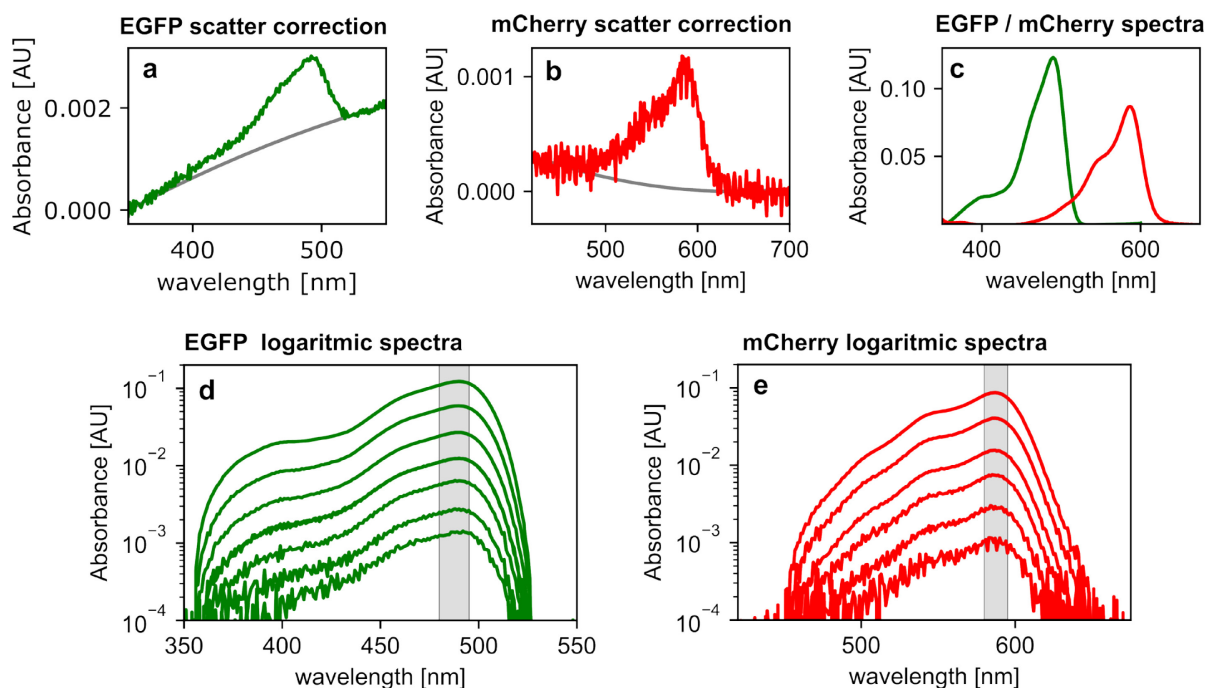 EGFP scatter correction
mCherry scatter correction
EGFP / mCherry spectra
a
Absorbance [AU]
0.002
0.000
400
500
wavelength [nm]
b
Absorbance [AU]
0.001
0.000
500
600
700
wavelength [nm]
c
Absorbance [AU]
0.10
0.05
400
600
wavelength [nm]
EGFP  logaritmic spectra
mCherry logaritmic spectra
d
Absorbance [AU]
10⁻¹
10⁻²
10⁻³
10⁻⁴
350
400
450
500
550
wavelength [nm]
e
Absorbance [AU]
10⁻¹
10⁻²
10⁻³
10⁻⁴
500
600
wavelength [nm]